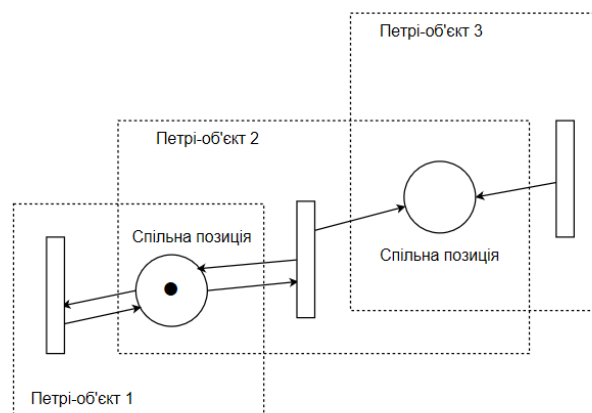 Петрі-об'єкт 3
Петрі-об'єкт 2
Спільна позиція
Спільна позиція
Петрі-об'єкт 1